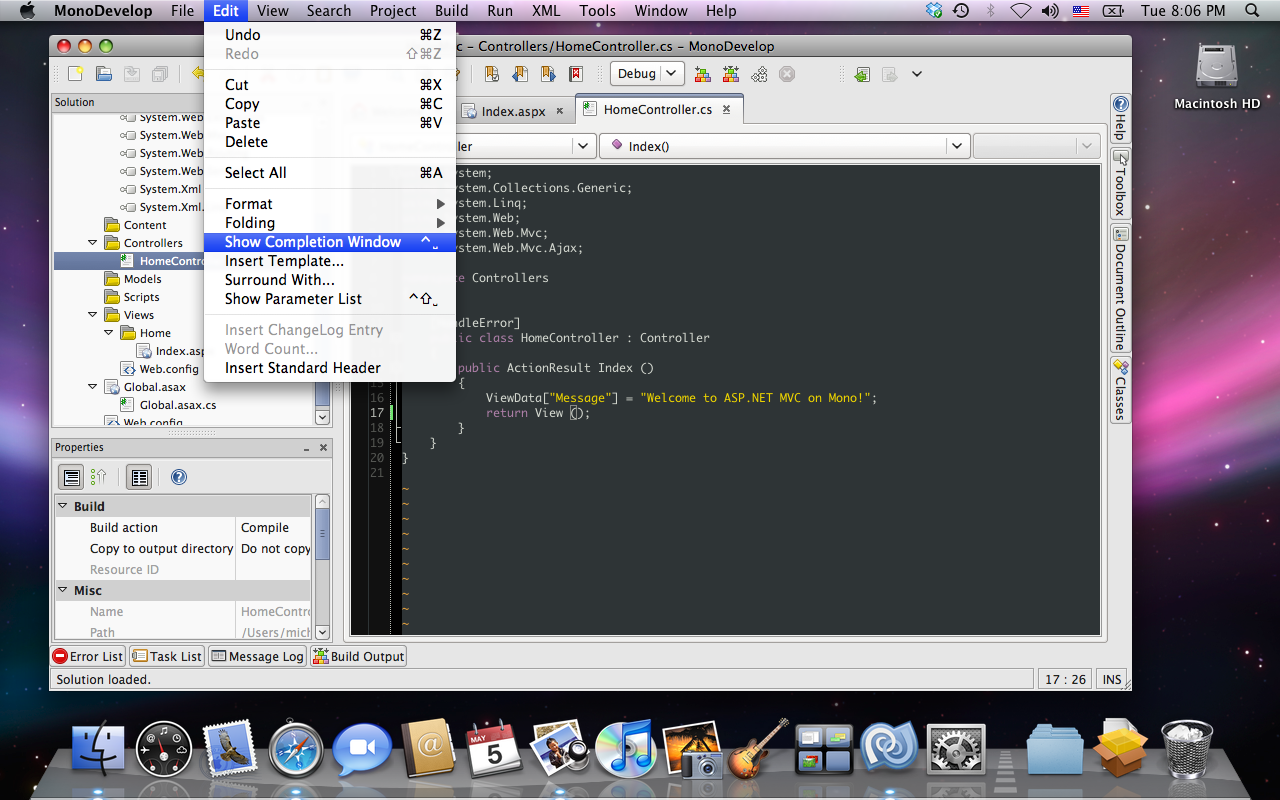 MonoDevelop File Edit View Search Project Build Run XML Tools Window Help Tue 8:06 PM
c – Controllers/HomeController.cs – MonoDevelop
Undo ⌘Z
Redo ⇧⌘Z
Cut ⌘X
Copy ⌘C
Paste ⌘V
Delete
Select All ⌘A
Format
Folding
Show Completion Window ^
Insert Template...
Surround With...
Show Parameter List ^⇧
Insert ChangeLog Entry
Word Count...
Insert Standard Header
Debug
Macintosh HD
Solution
System.Web
System.Web
System.Web
System.Web
System.Xml
System.Xml.
Content
Controllers
HomeContro
Models
Scripts
Views
Home
Index.asp
Web.config
Global.asax
Global.asax.cs
Web.config
Index.aspx ×
HomeController.cs ×
ller
Index()
ystem;
ystem.Collections.Generic;
ystem.Linq;
ystem.Web;
ystem.Web.Mvc;
ystem.Web.Mvc.Ajax;
e Controllers
ndleError]
ic class HomeController : Controller
public ActionResult Index ()
15 {
16 ViewData["Message"] = "Welcome to ASP.NET MVC on Mono!";
17 return View ();
18 }
19 }
20 }
21
~
~
~
~
~
~
~
~
~
~
Help
Toolbox
Document Outline
Classes
Properties
Build
Build action Compile
Copy to output directory Do not copy
Resource ID
Misc
Name HomeContro
Path /Users/mich
Error List
Task List
Message Log
Build Output
Solution loaded.
17 : 26
INS
MAY
5